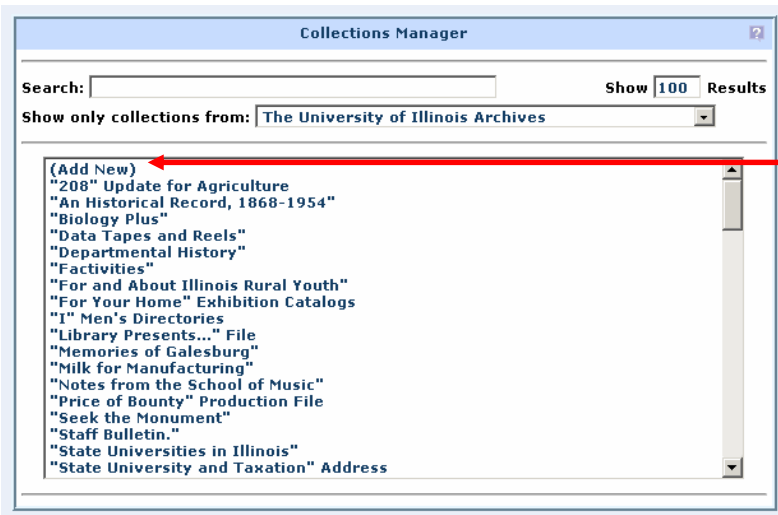 Collections Manager ?
Search: Show 100 Results
Show only collections from: The University of Illinois Archives
(Add New)
"208" Update for Agriculture
"An Historical Record, 1868-1954"
"Biology Plus"
"Data Tapes and Reels"
"Departmental History"
"Factivities"
"For and About Illinois Rural Youth"
"For Your Home" Exhibition Catalogs
"I" Men's Directories
"Library Presents..." File
"Memories of Galesburg"
"Milk for Manufacturing"
"Notes from the School of Music"
"Price of Bounty" Production File
"Seek the Monument"
"Staff Bulletin."
"State Universities in Illinois"
"State University and Taxation" Address